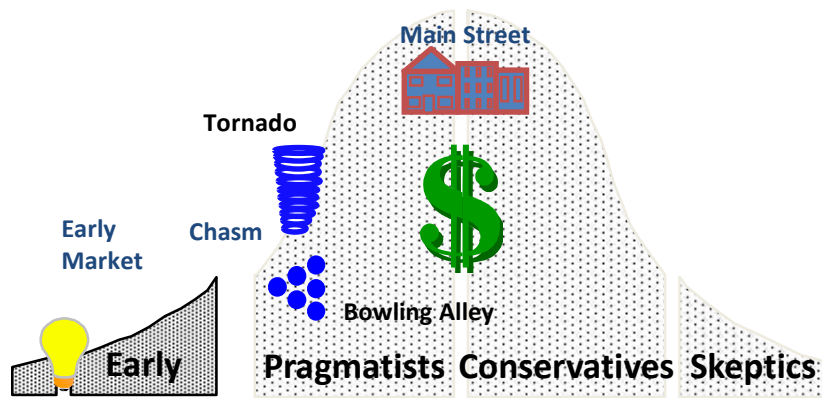 Main Street
Tornado
Early
Market
Chasm
Bowling Alley
Early
Pragmatists
Conservatives
Skeptics